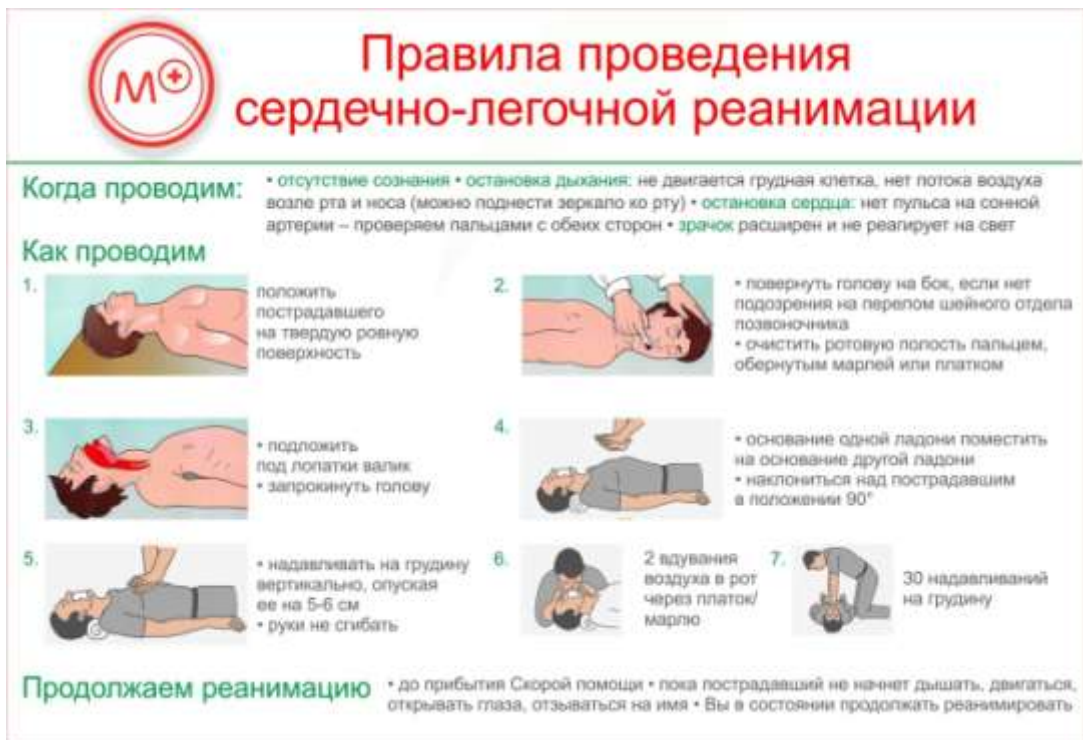 М+
Правила проведения
сердечно-легочной реанимации
Когда проводим:
• отсутствие сознания • остановка дыхания: не двигается грудная клетка, нет потока воздуха
возле рта и носа (можно поднести зеркало ко рту) • остановка сердца: нет пульса на сонной
артерии – проверяем пальцами с обеих сторон • зрачок расширен и не реагирует на свет
Как проводим
1.
положить
пострадавшего
на твердую ровную
поверхность
2.
• повернуть голову на бок, если нет
подозрения на перелом шейного отдела
позвоночника
• очистить ротовую полость пальцем,
обернутым марлей или платком
3.
• подложить
под лопатки валик
• запрокинуть голову
4.
• основание одной ладони поместить
на основание другой ладони
• наклониться над пострадавшим
в положении 90°
5.
• надавливать на грудину
вертикально, опуская
ее на 5-6 см
• руки не сгибать
6.
2 вдувания
воздуха в рот
через платок/
марлю
7.
30 надавливаний
на грудину
Продолжаем реанимацию
• до прибытия Скорой помощи • пока пострадавший не начнет дышать, двигаться,
открывать глаза, отзываться на имя • Вы в состоянии продолжать реанимировать